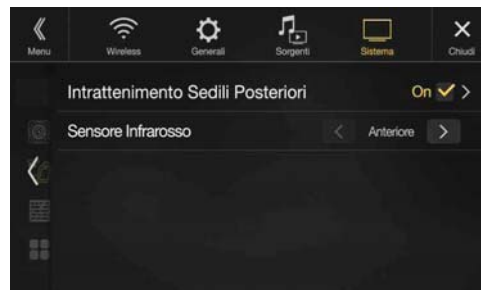 Menu Wireless Generali Sorgenti Sistema Chiudi
Intrattenimento Sedili Posteriori On
Sensore Infrarosso Anteriore